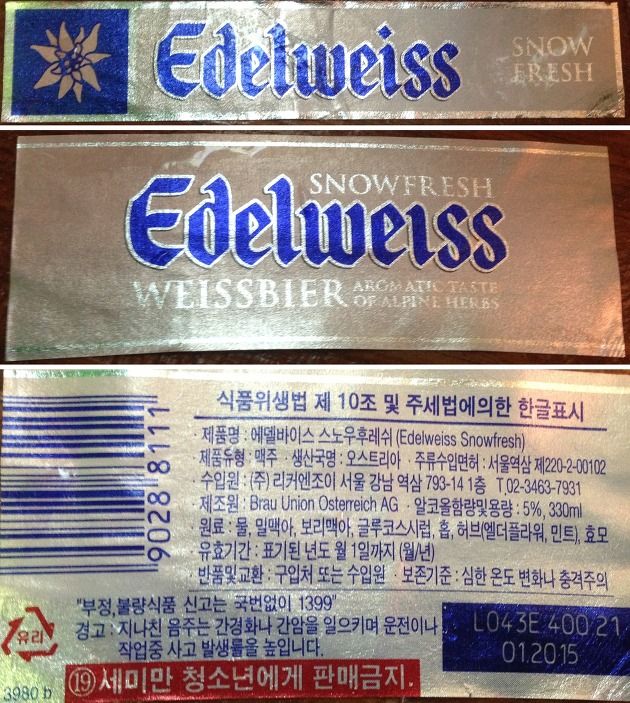 Edelweiss
SNOW
FRESH
SNOWFRESH
Edelweiss
WEISSBIER
AROMATIC TASTE
OF ALPINE HERBS
9028 8111
식품위생법 제 10조 및 주세법에의한 한글표시
· 제품명 : 에델바이스 스노우후레쉬 (Edelweiss Snowfresh)
제품유형 : 맥주 · 생산국명 : 오스트리아 · 주류수입면허 : 서울역삼 제220-2-00102
· 수입원 : (주) 리커엔조이 서울 강남 역삼 793-14 1층 T.02-3463-7931
제조원 : Brau Union Osterreich AG · 알코올함량및용량 : 5%, 330ml
원료 : 물, 밀맥아, 보리맥아, 글루코스시럽, 홉, 허브(엘더플라워, 민트), 효모
· 유효기간 : 표기된 년도 월 1일까지 (월/년)
· 반품및교환 : 구입처 또는 수입원 · 보존기준 : 심한 온도 변화나 충격주의
"부정,불량식품 신고는 국번없이 1399"
경고 : 지나친 음주는 간경화나 간암을 일으키며 운전이나
작업중 사고 발생률을 높입니다.
⑲세미만 청소년에게 판매금지.
유리
3980 b
L043E 400 21
01.2015